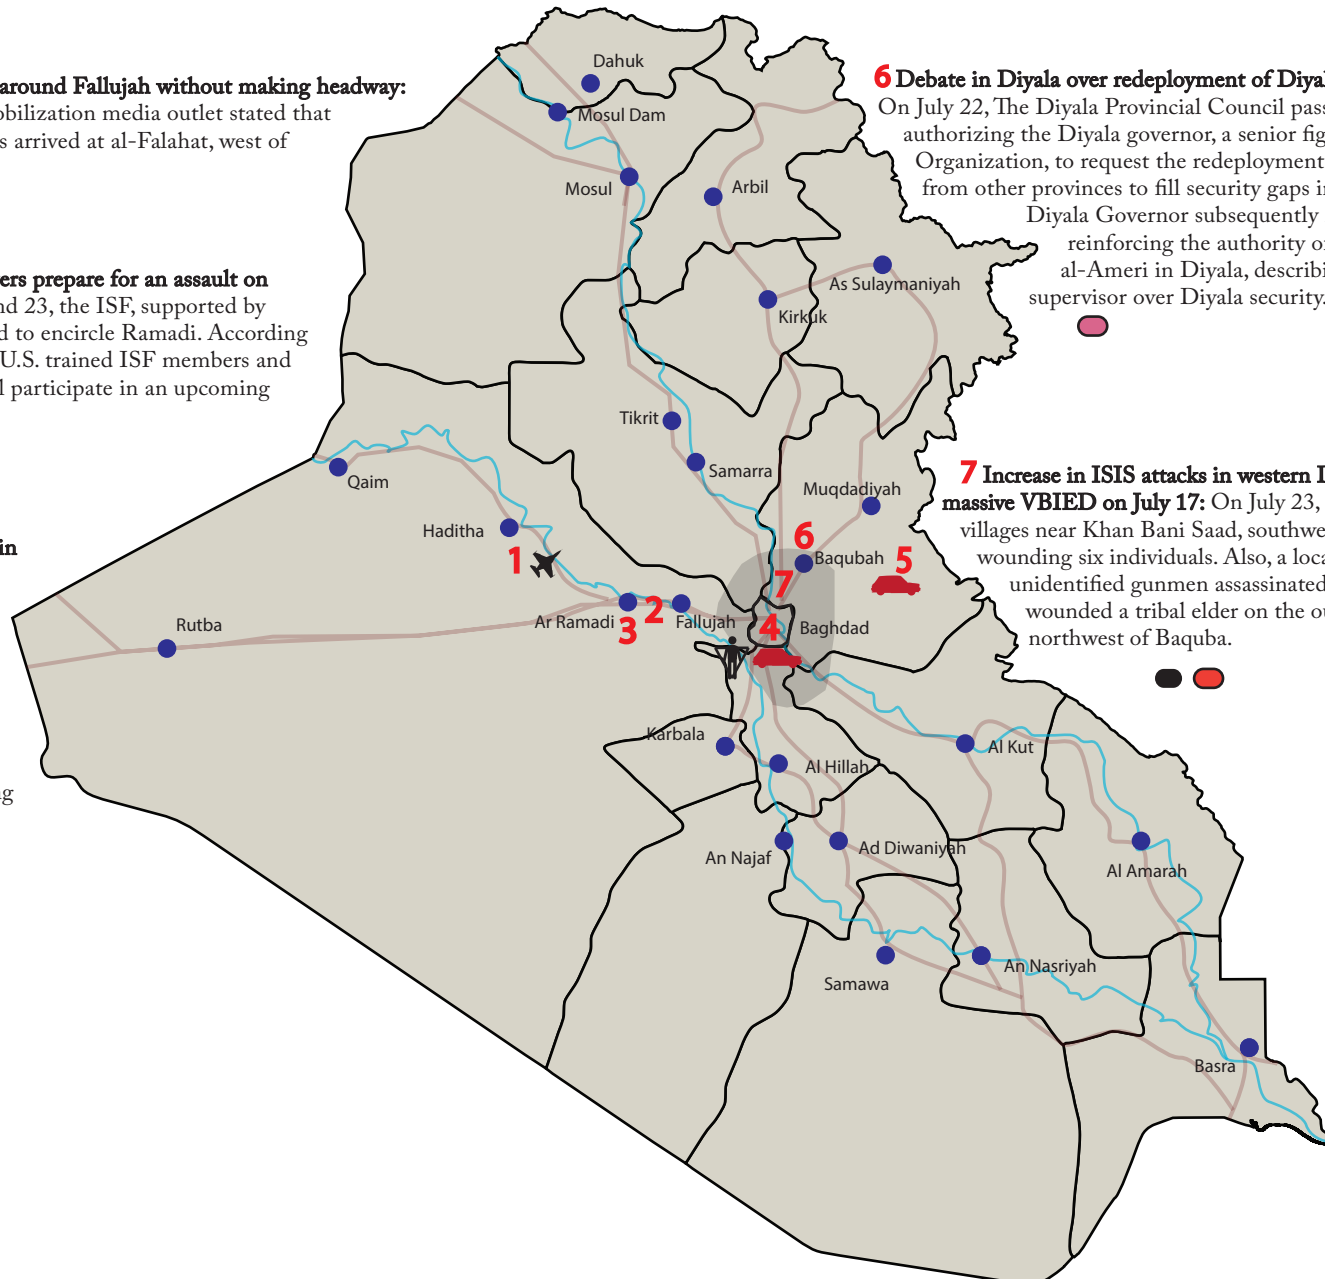 around Fallujah without making headway:
obilization media outlet stated that
s arrived at al-Falahat, west of
ers prepare for an assault on
nd 23, the ISF, supported by
d to encircle Ramadi. According
U.S. trained ISF members and
l participate in an upcoming
in
ng
6 Debate in Diyala over redeployment of Diyal
On July 22, The Diyala Provincial Council pass
authorizing the Diyala governor, a senior fig
Organization, to request the redeployment
from other provinces to fill security gaps in
Diyala Governor subsequently
reinforcing the authority o
al-Ameri in Diyala, describi
supervisor over Diyala security.
7 Increase in ISIS attacks in western D
massive VBIED on July 17: On July 23,
villages near Khan Bani Saad, southwe
wounding six individuals. Also, a loca
unidentified gunmen assassinated
wounded a tribal elder on the ou
northwest of Baquba.
Dahuk
Mosul Dam
Mosul
Arbil
As Sulaymaniyah
Kirkuk
Tikrit
Samarra
Qaim
Muqdadiyah
Haditha
6
Baqubah
1
5
7
Ar Ramadi
2
Fallujah
3
4
Baghdad
Rutba
Karbala
Al Kut
Al Hillah
An Najaf
Ad Diwaniyah
Al Amarah
An Nasriyah
Samawa
Basra